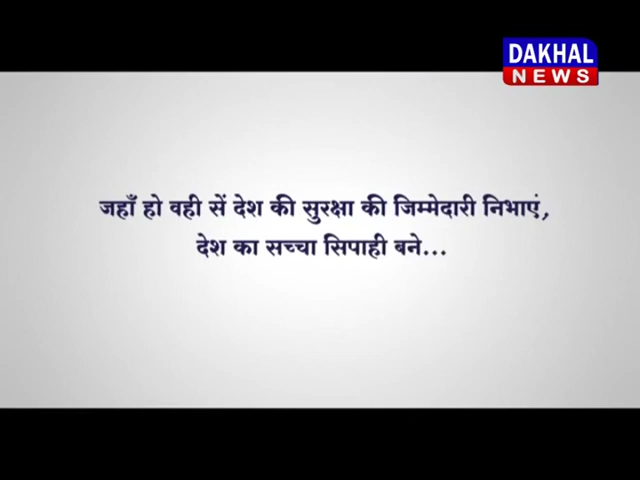 DAKHAL
NEWS
जहाँ हो वही सें देश की सुरक्षा की जिम्मेदारी निभाएं,
देश का सच्चा सिपाही बने...